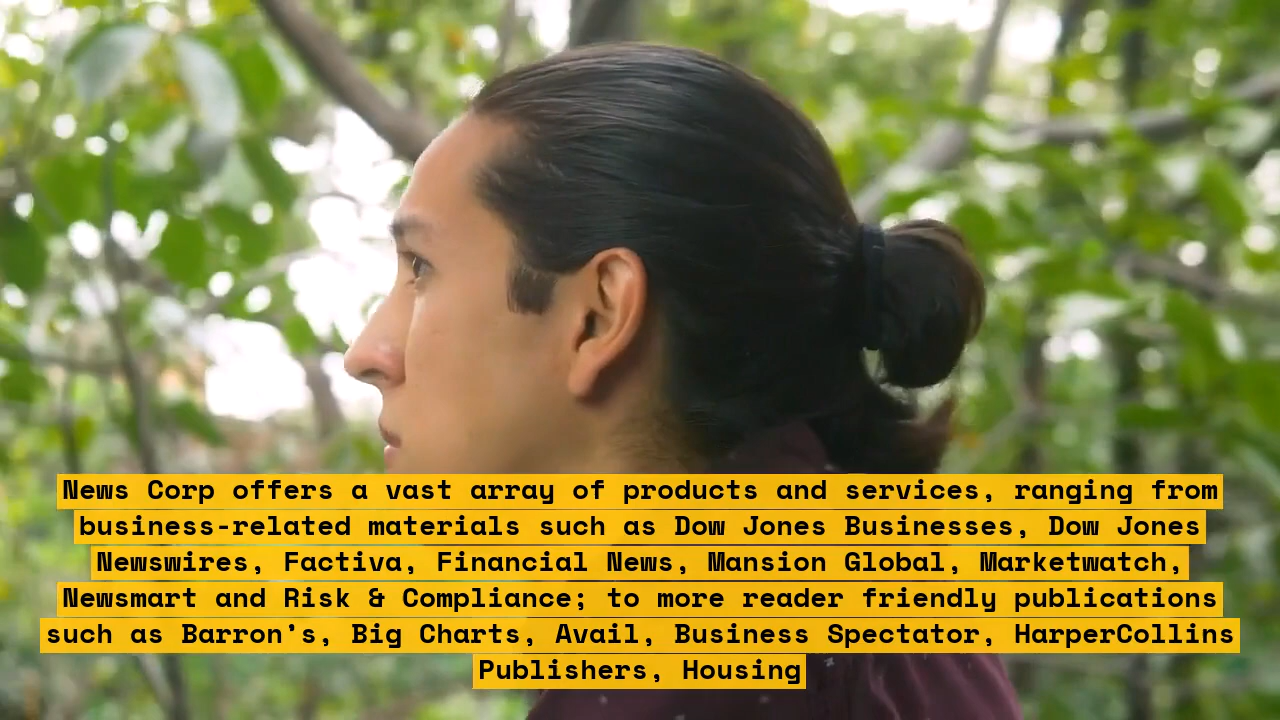 News Corp offers a vast array of products and services, ranging from
business-related materials such as Dow Jones Businesses, Dow Jones
Newswires, Factiva, Financial News, Mansion Global, Marketwatch,
Newsmart and Risk & Compliance; to more reader friendly publications
such as Barron’s, Big Charts, Avail, Business Spectator, HarperCollins
Publishers, Housing